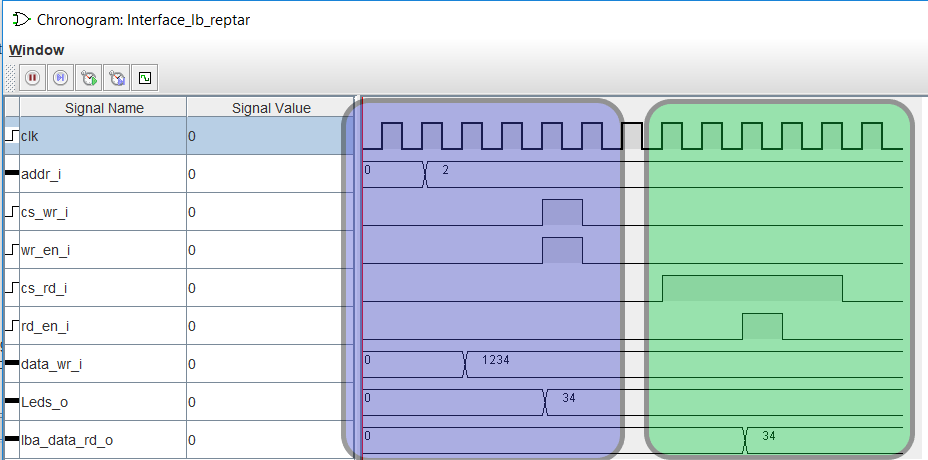 Chronogram: Interface_lb_reptar
Window
Signal Name Signal Value
clk 0
addr_i 0 0 2
cs_wr_i 0
wr_en_i 0
cs_rd_i 0
rd_en_i 0
data_wr_i 0 0 1234
Leds_o 0 0 34
lba_data_rd_o 0 0 34